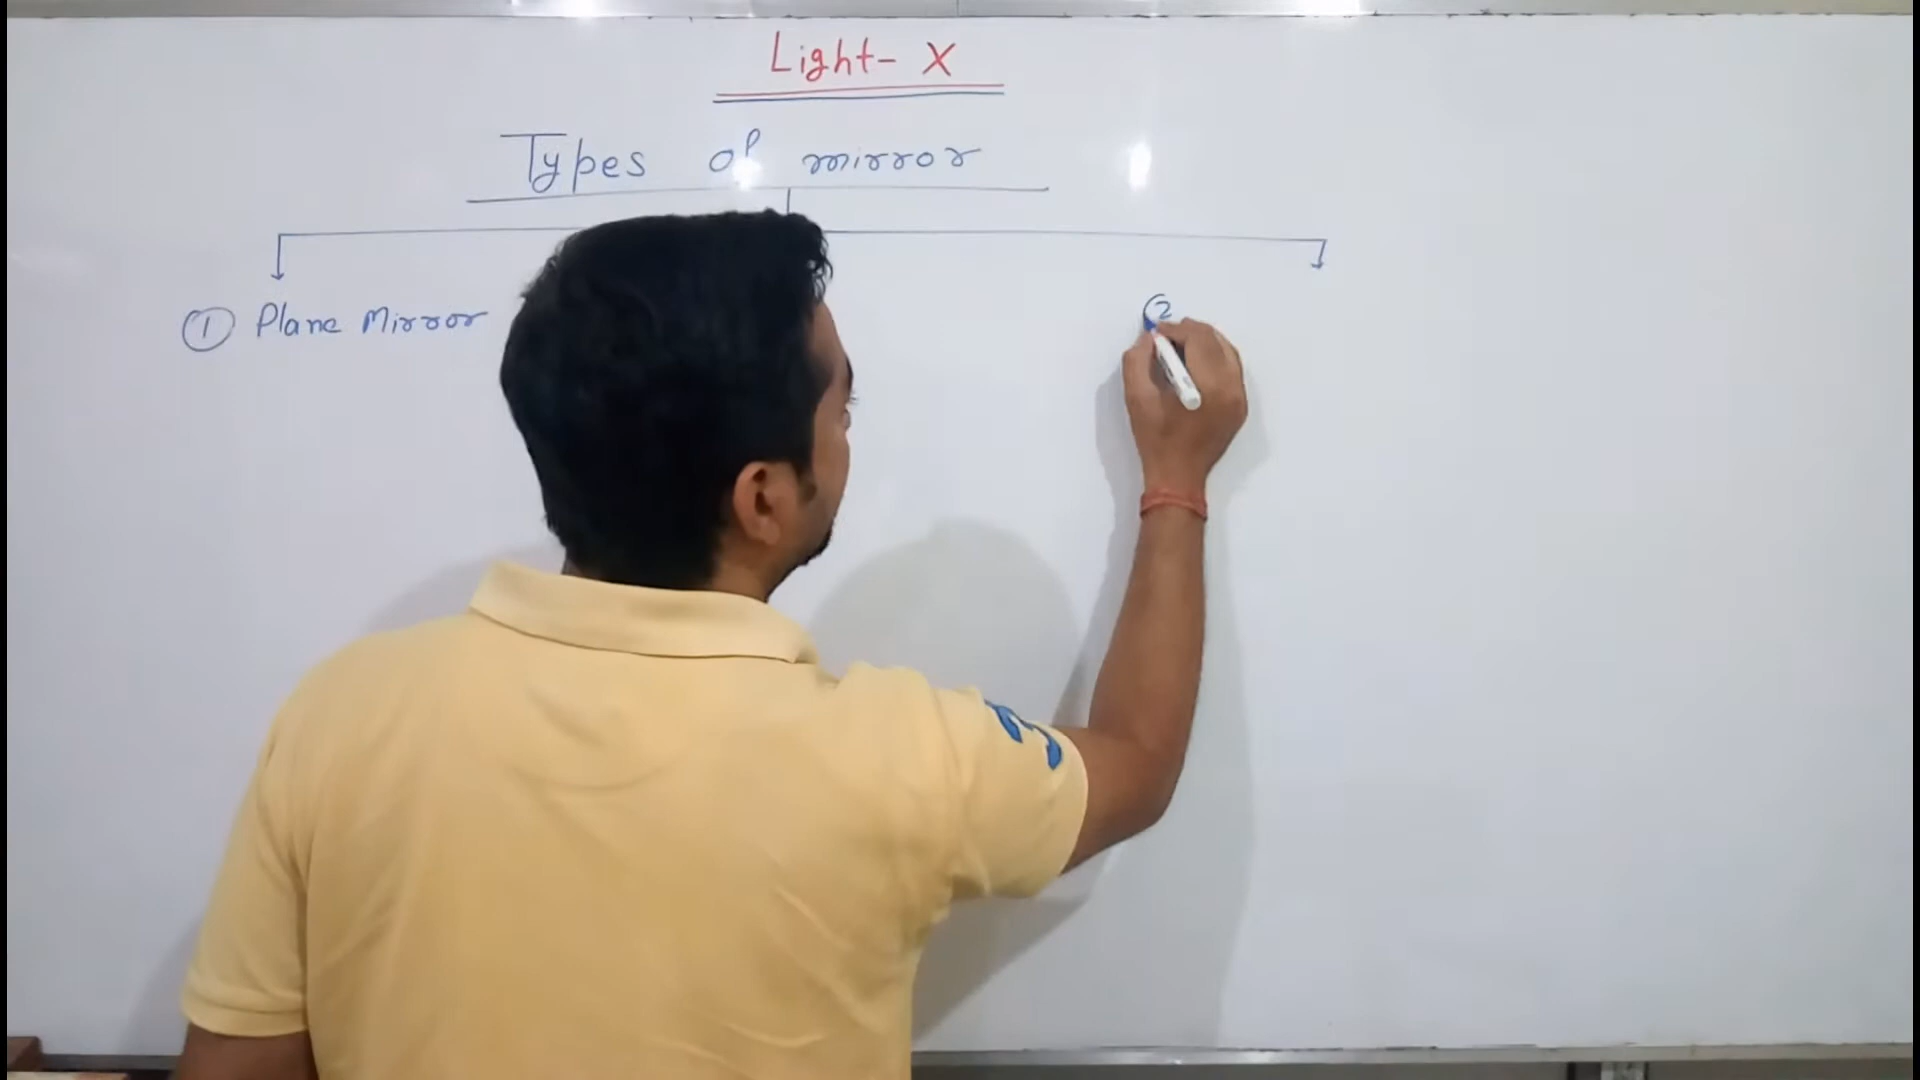 Light- X
Types of mirror
① Plane Mirror
2